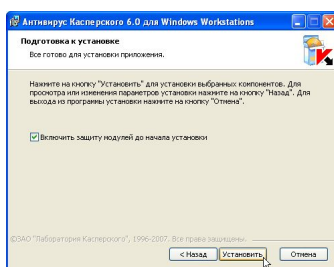 Антивирус Касперского 6.0 для Windows Workstations
Подготовка к установке
Все готово для установки приложения.
Нажмите на кнопку "Установить" для установки выбранных компонентов. Для
просмотра или изменения параметров установки нажмите на кнопку "Назад". Для
выхода из программы установки нажмите на кнопку "Отмена".
Включить защиту модулей до начала установки
©ЗАО "Лаборатория Касперского", 1996-2007. Все права защищены.
< Назад Установить Отмена